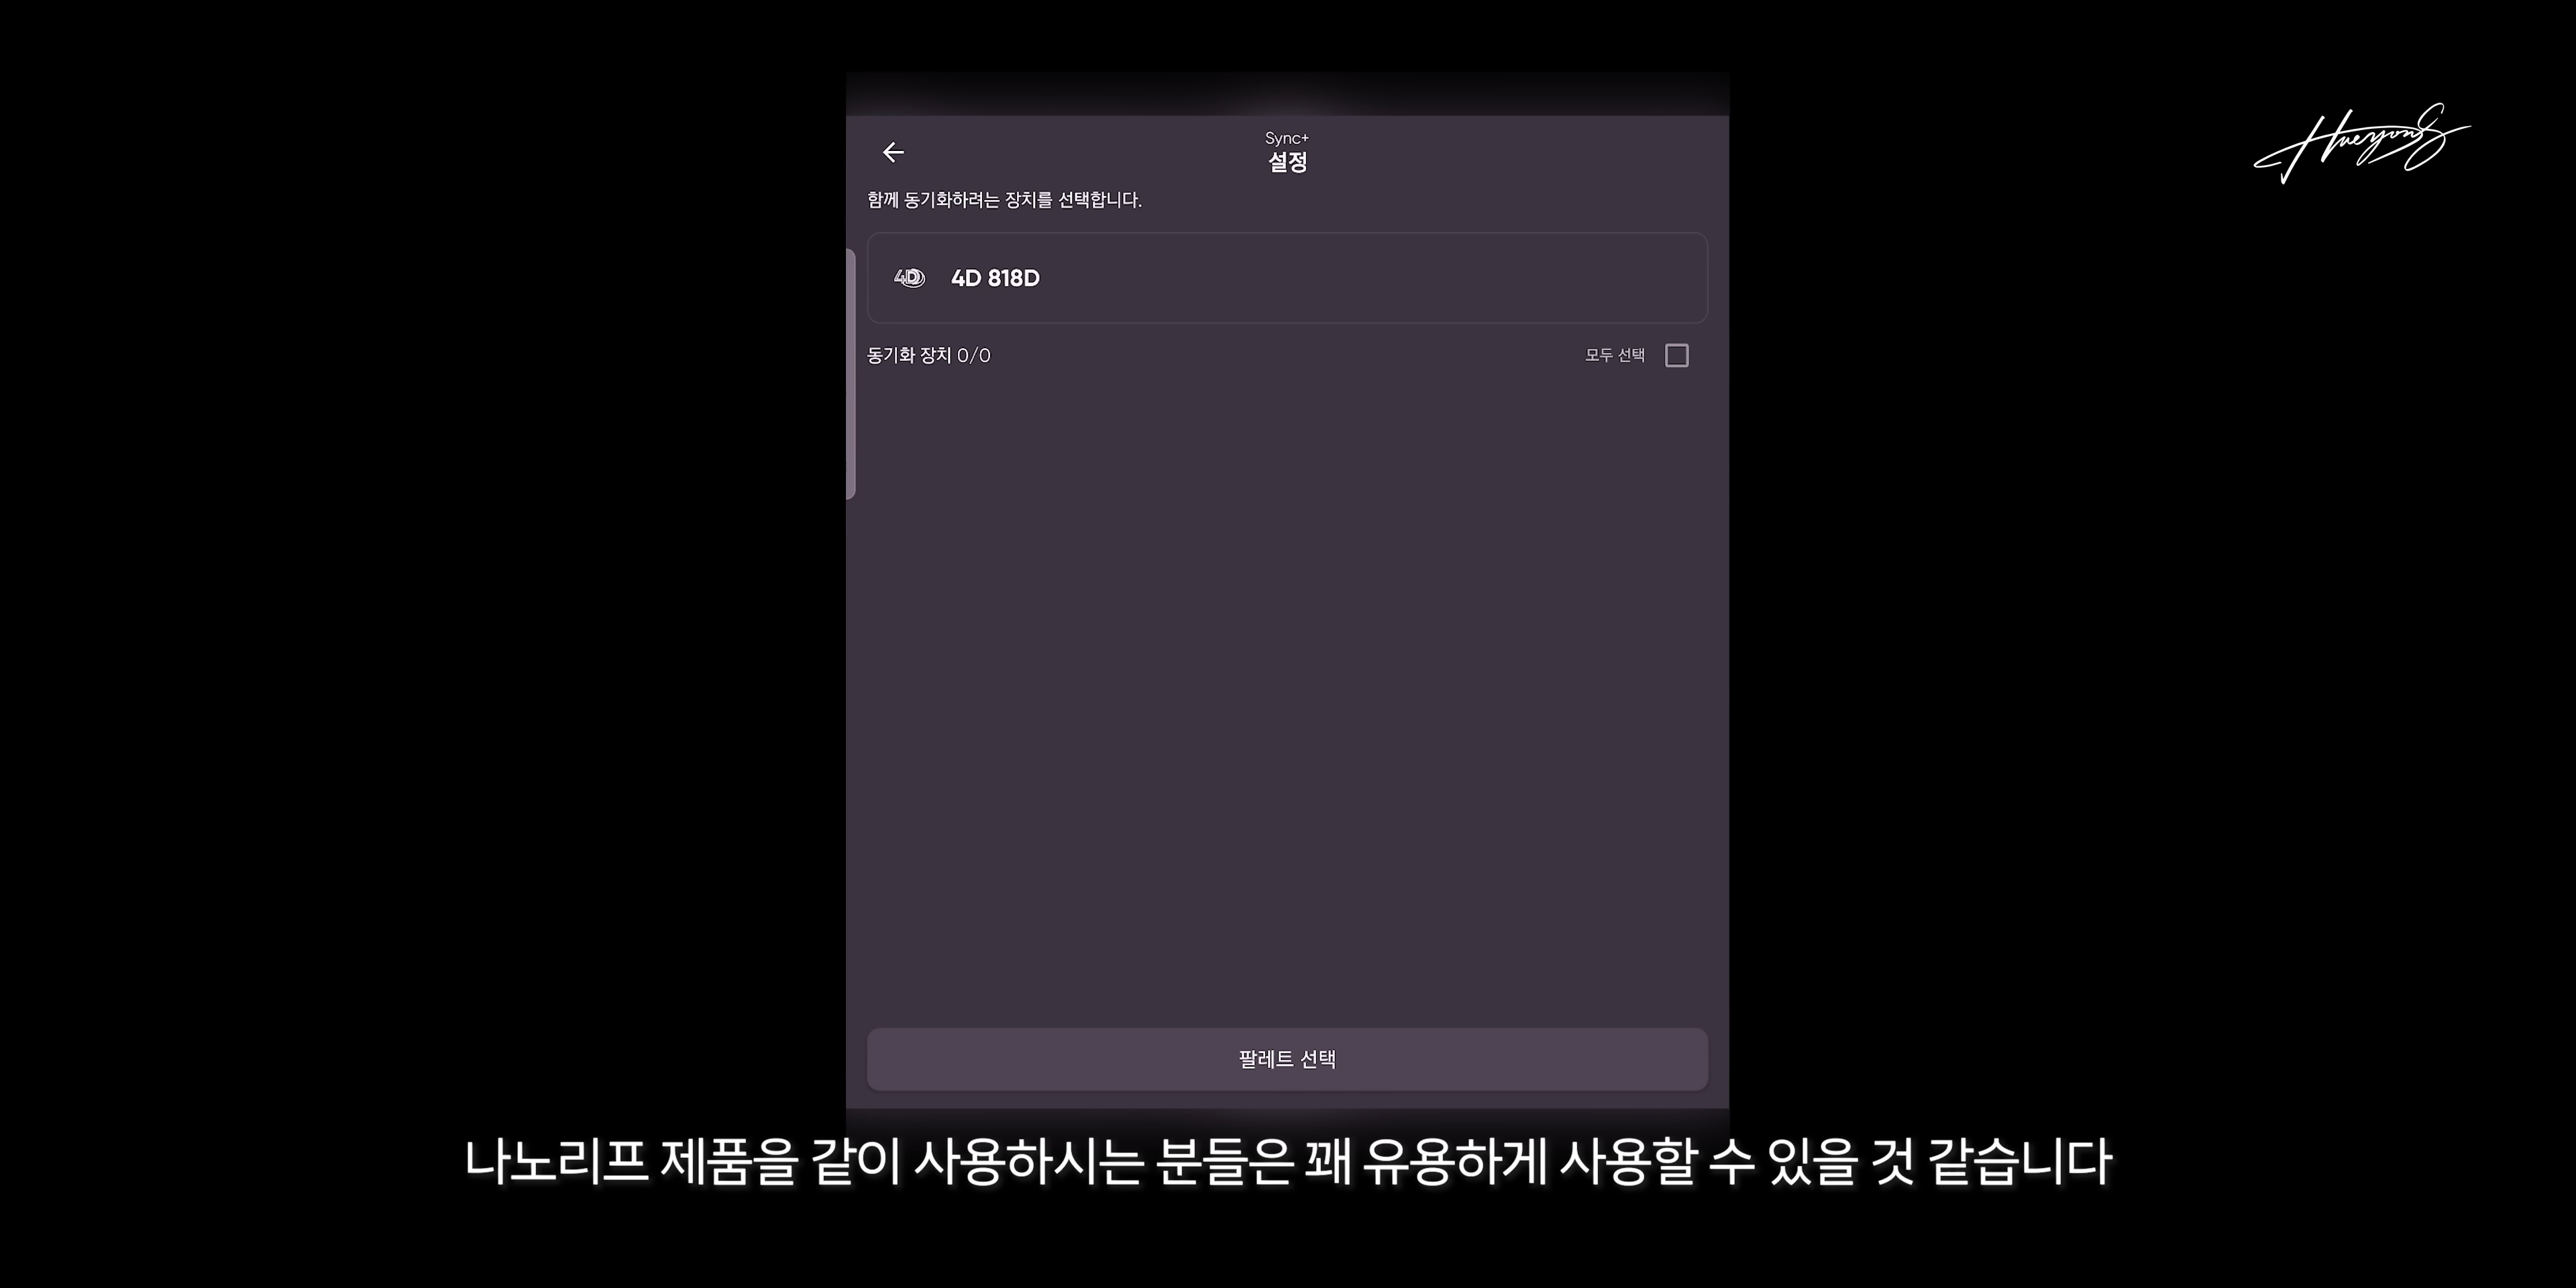 Sync+
설정
Hueyong
함께 동기화하려는 장치를 선택합니다.
4D 4D 818D
동기화 장치 0/0 모두 선택
팔레트 선택
나노리프 제품을 같이 사용하시는 분들은 꽤 유용하게 사용할 수 있을 것 같습니다